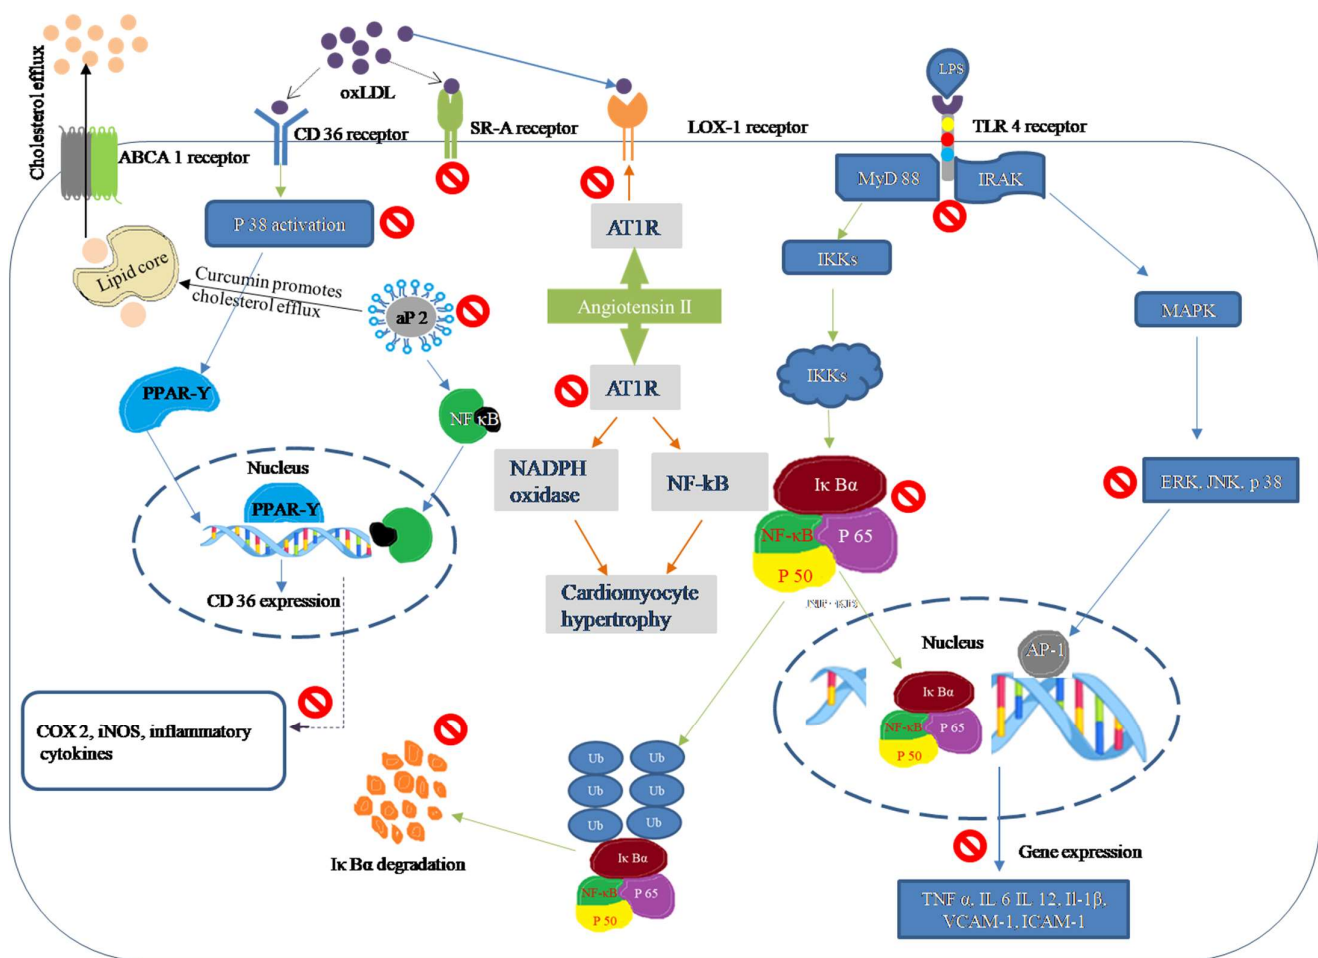 Cholesterol efflux
oxLDL
LPS
ABCA 1 receptor
CD 36 receptor
SR-A receptor
LOX-1 receptor
TLR 4 receptor
MyD 88
IRAK
P 38 activation
AT1R
IKKs
Lipid core
Curcumin promotes
cholesterol efflux
aP 2
Angiotensin II
MAPK
PPAR-Y
NF κB
AT1R
IKKs
Nucleus
PPAR-Y
CD 36 expression
NADPH
oxidase
NF-kB
Iκ Bα
NF-κB
P 65
P 50
ERK, JNK, p 38
Cardiomyocyte
hypertrophy
Nucleus
AP-1
Iκ Bα
NF-κB
P 65
P 50
COX 2, iNOS, inflammatory
cytokines
Ub
Ub
Ub
Ub
Ub
Ub
Iκ Bα
NF-κB
P 65
P 50
Iκ Bα degradation
Gene expression
TNF α, IL 6 IL 12, Il-1β,
VCAM-1, ICAM-1